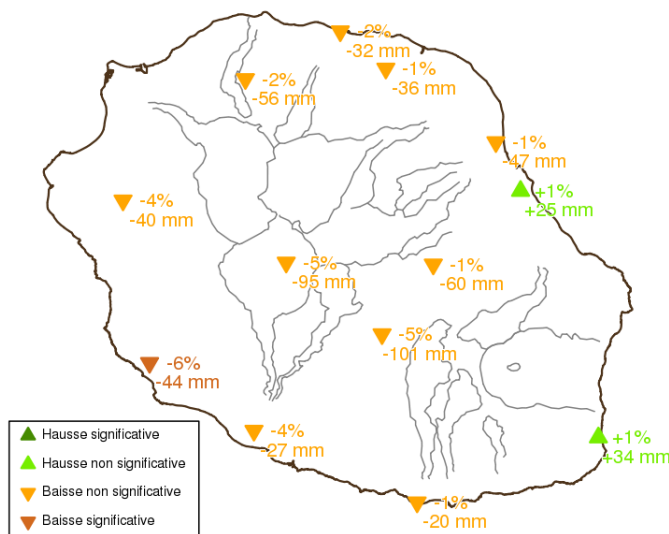 -2%
-32 mm
-1%
-36 mm
-2%
-56 mm
-1%
-47 mm
+1%
+25 mm
-4%
-40 mm
-5%
-95 mm
-1%
-60 mm
-5%
-101 mm
-6%
-44 mm
-4%
-27 mm
+1%
+34 mm
-1%
-20 mm
Hausse significative
Hausse non significative
Baisse non significative
Baisse significative